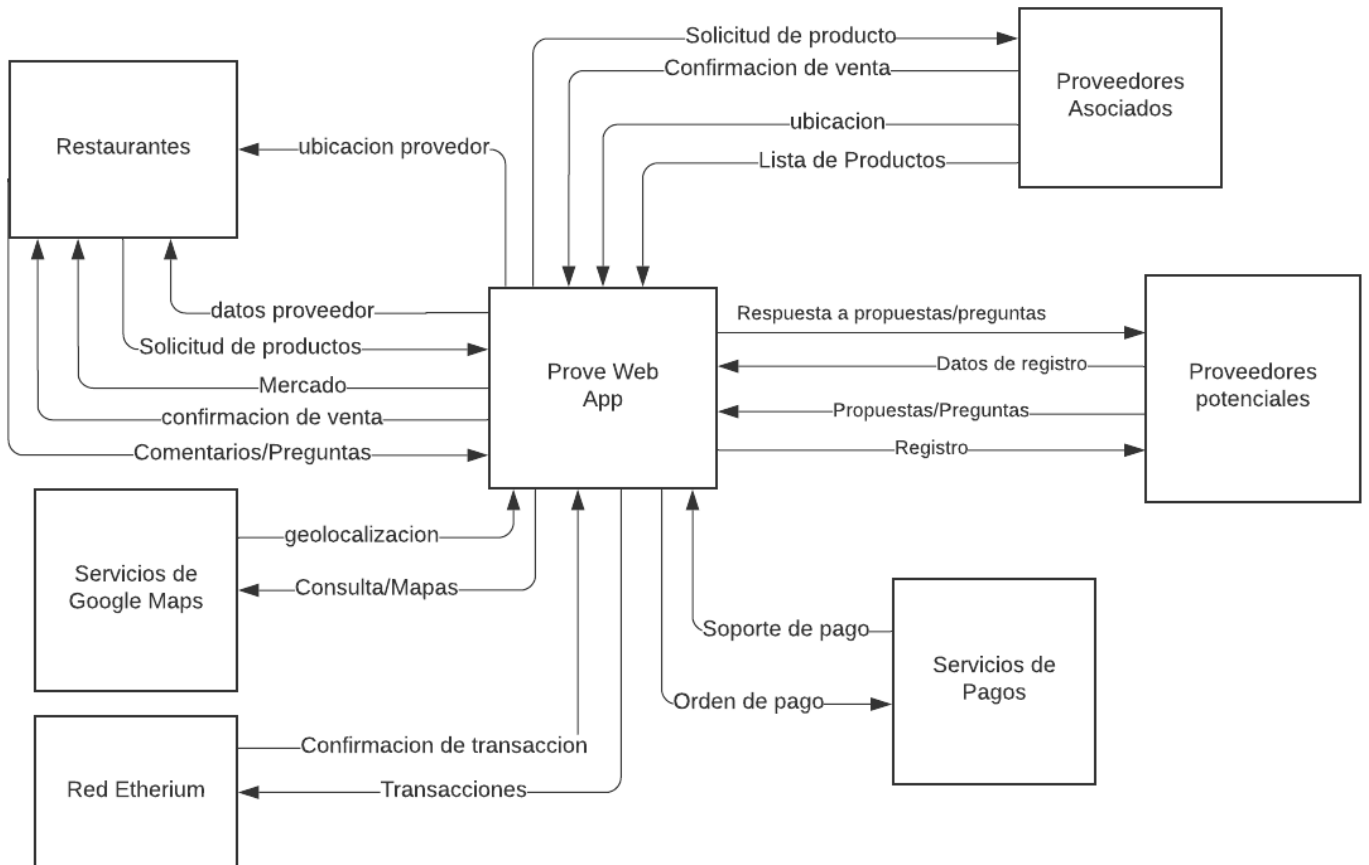 Solicitud de producto
Confirmacion de venta
Proveedores
Asociados
ubicacion
Lista de Productos
Restaurantes
ubicacion provedor
datos proveedor
Solicitud de productos
Mercado
confirmacion de venta
Comentarios/Preguntas
Prove Web
App
Respuesta a propuestas/preguntas
Datos de registro
Propuestas/Preguntas
Registro
Proveedores
potenciales
geolocalizacion
Servicios de
Google Maps
Consulta/Mapas
Soporte de pago
Servicios de
Pagos
Orden de pago
Confirmacion de transaccion
Red Etherium
Transacciones